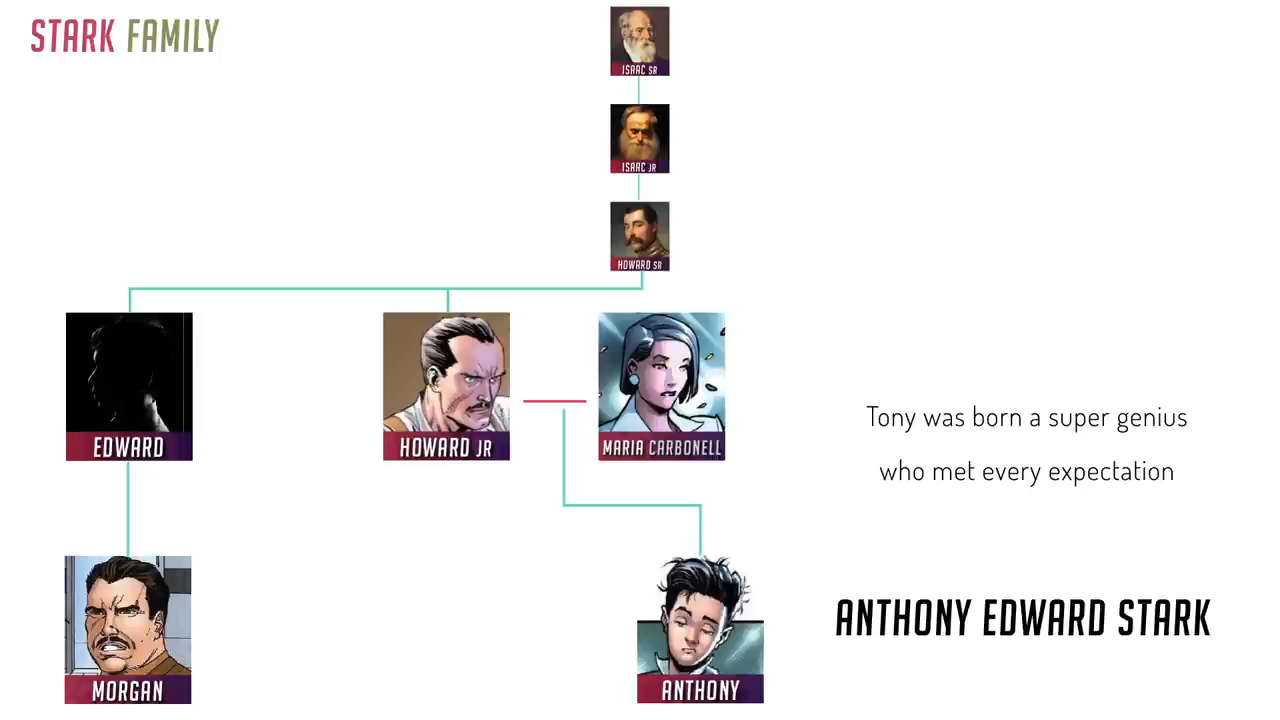 STARK FAMILY
ISAAC SR
ISAAC JR
HOWARD SR
EDWARD
HOWARD JR
MARIA CARBONELL
Tony was born a super genius
who met every expectation
MORGAN
ANTHONY
ANTHONY EDWARD STARK